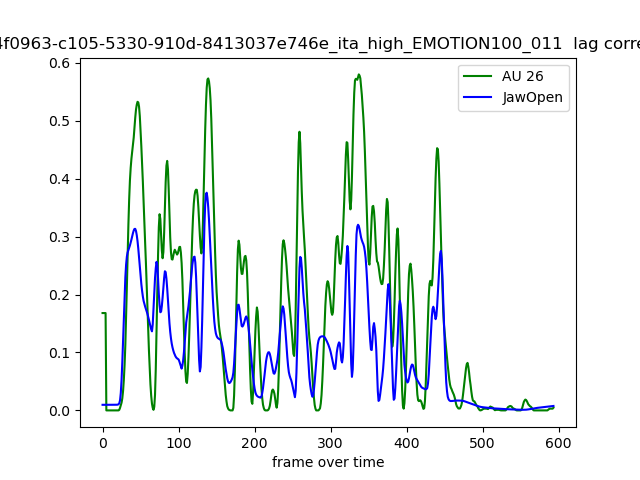 4f0963-c105-5330-910d-8413037e746e_ita_high_EMOTION100_011 lag corre
AU 26
JawOpen
0.6
0.5
0.4
0.3
0.2
0.1
0.0
0 100 200 300 400 500 600
frame over time